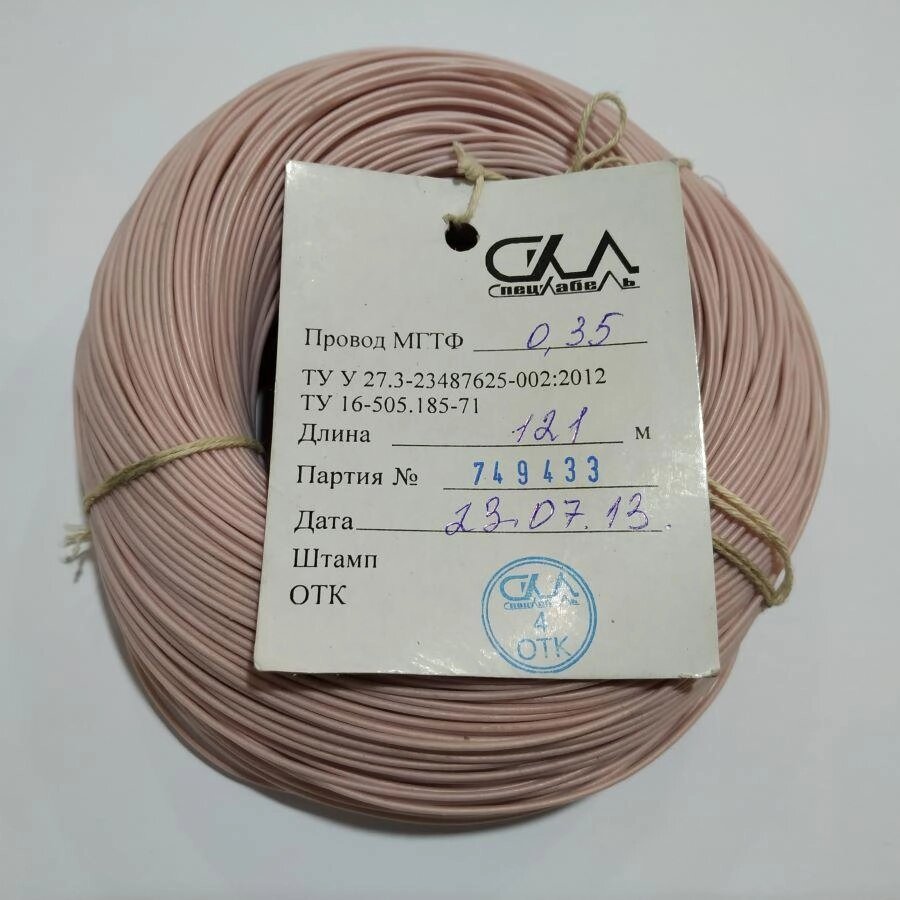 СКЛ
СпецКабеЛЬ
Провод МГТФ 0,35
ТУ У 27.3-23487625-002:2012
ТУ 16-505.185-71
Длина 121 м
Партия № 749433
Дата 23.07.13.
Штамп
ОТК
СКЛ
СпецКабеЛЬ
4
ОТК